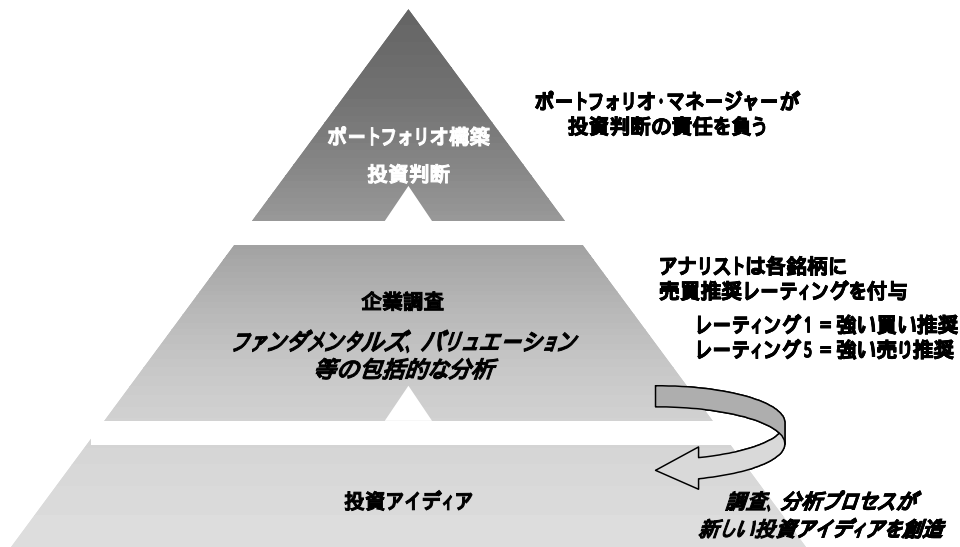 ポートフォリオ・マネージャーが
投資判断の責任を負う
ポートフォリオ構築
投資判断
アナリストは各銘柄に
売買推奨レーティングを付与
レーティング1=強い買い推奨
レーティング5=強い売り推奨
企業調査
ファンダメンタルズ、バリュエーション
等の包括的な分析
投資アイディア
調査、分析プロセスが
新しい投資アイディアを創造